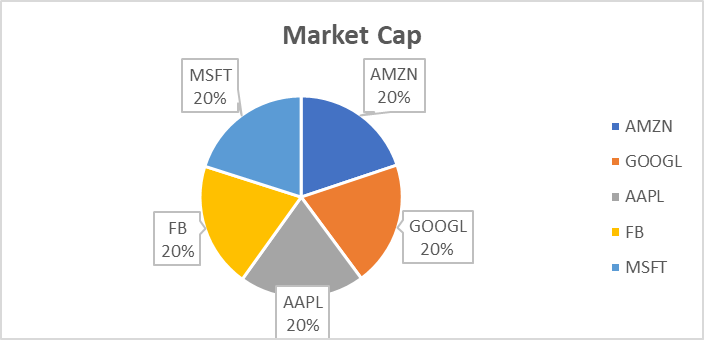 Market Cap
MSFT
20%
AMZN
20%
FB
20%
GOOGL
20%
AAPL
20%
AMZN
GOOGL
AAPL
FB
MSFT